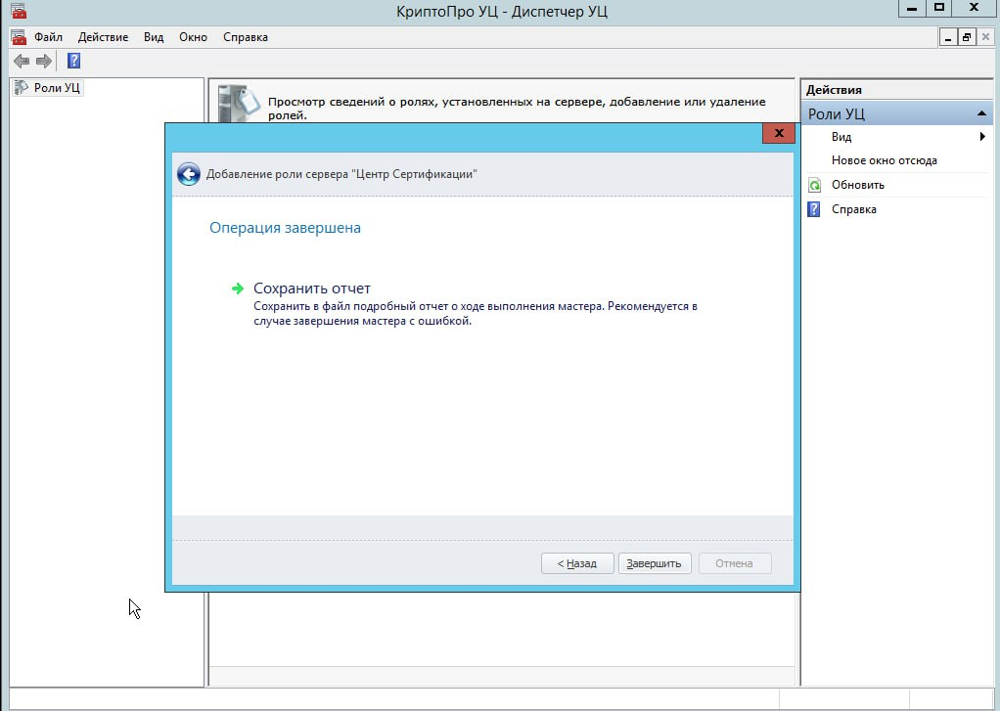 КриптоПро УЦ - Диспетчер УЦ
Файл Действие Вид Окно Справка
Роли УЦ
Просмотр сведений о ролях, установленных на сервере, добавление или удаление
ролей.
Действия
Роли УЦ
Вид
Новое окно отсюда
Обновить
Справка
Добавление роли сервера "Центр Сертификации"
Операция завершена
Сохранить отчет
Сохранить в файл подробный отчет о ходе выполнения мастера. Рекомендуется в
случае завершения мастера с ошибкой.
< Назад Завершить Отмена